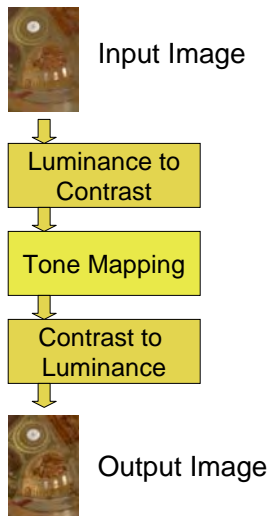 Input Image
Luminance to
Contrast
Tone Mapping
Contrast to
Luminance
Output Image